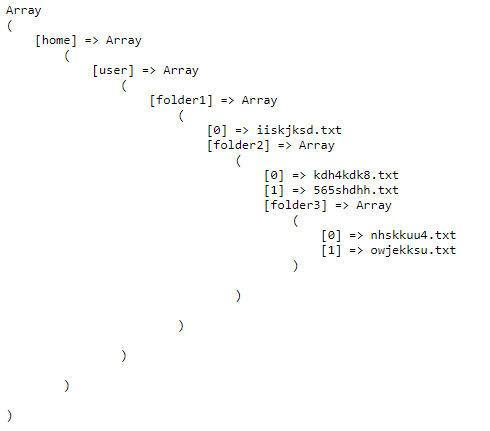 Array
(
    [home] => Array
        (
            [user] => Array
                (
                    [folder1] => Array
                        (
                            [0] => iiskjksd.txt
                            [folder2] => Array
                                (
                                    [0] => kdh4kdk8.txt
                                    [1] => 565shdhh.txt
                                    [folder3] => Array
                                        (
                                            [0] => nhskkuu4.txt
                                            [1] => owjekksu.txt
                                        )

                                )

                        )

                )

        )

)